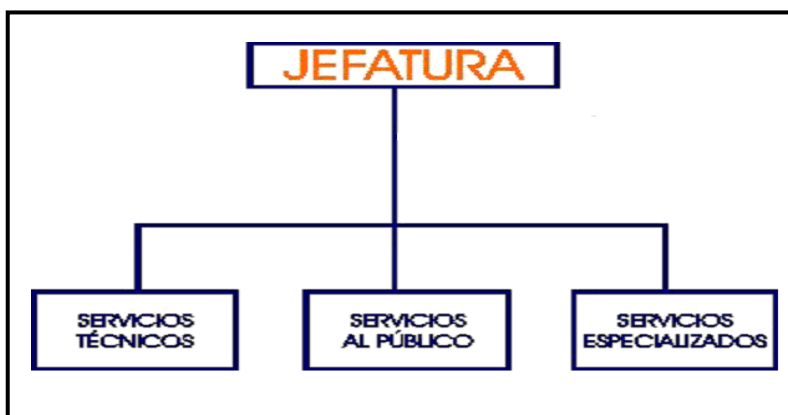 JEFATURA
SERVICIOS
TÉCNICOS
SERVICIOS
AL PÚBLICO
SERVICIOS
ESPECIALIZADOS